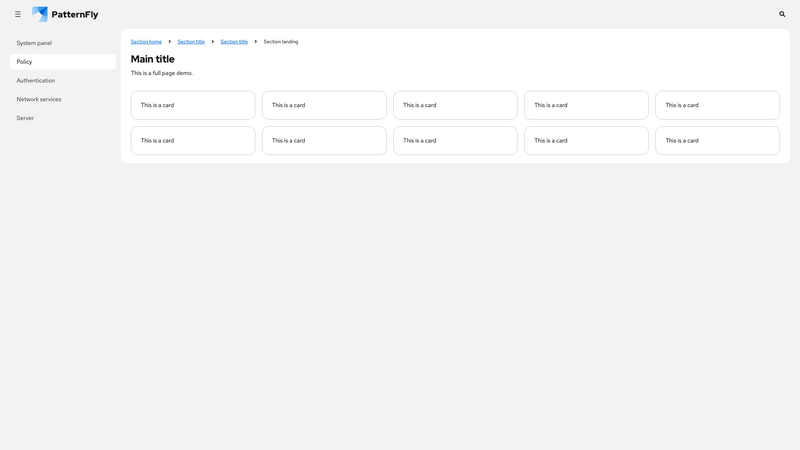 PatternFly
System panel
Policy
Authentication
Network services
Server
Section home Section title Section title Section landing
Main title
This is a full page demo.
This is a card This is a card This is a card This is a card This is a card
This is a card This is a card This is a card This is a card This is a card